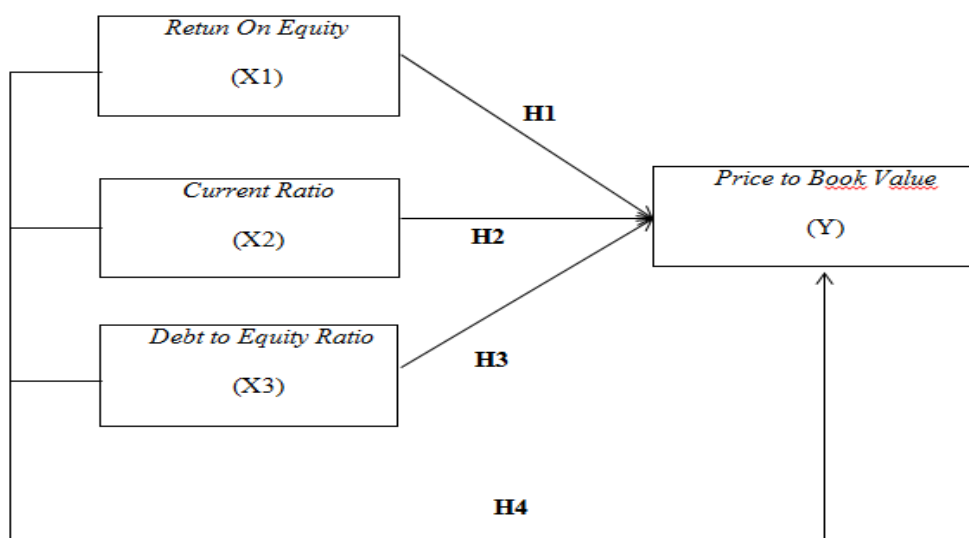 Retun On Equity
(X1)
H1
Current Ratio
(X2)
H2
Price to Book Value
(Y)
Debt to Equity Ratio
(X3)
H3
H4